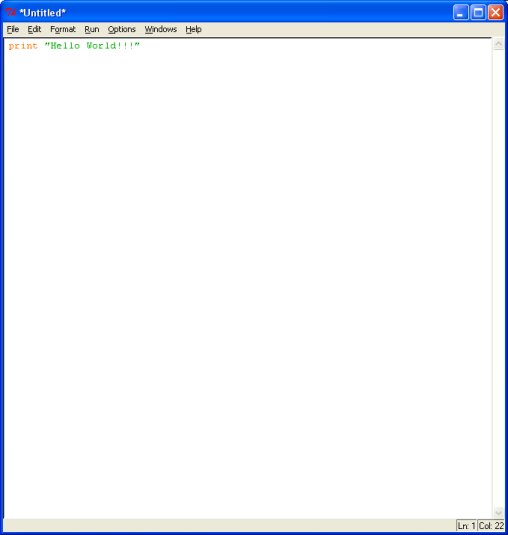 *Untitled*
File Edit Format Run Options Windows Help
print "Hello World!!!"
Ln: 1 Col: 22